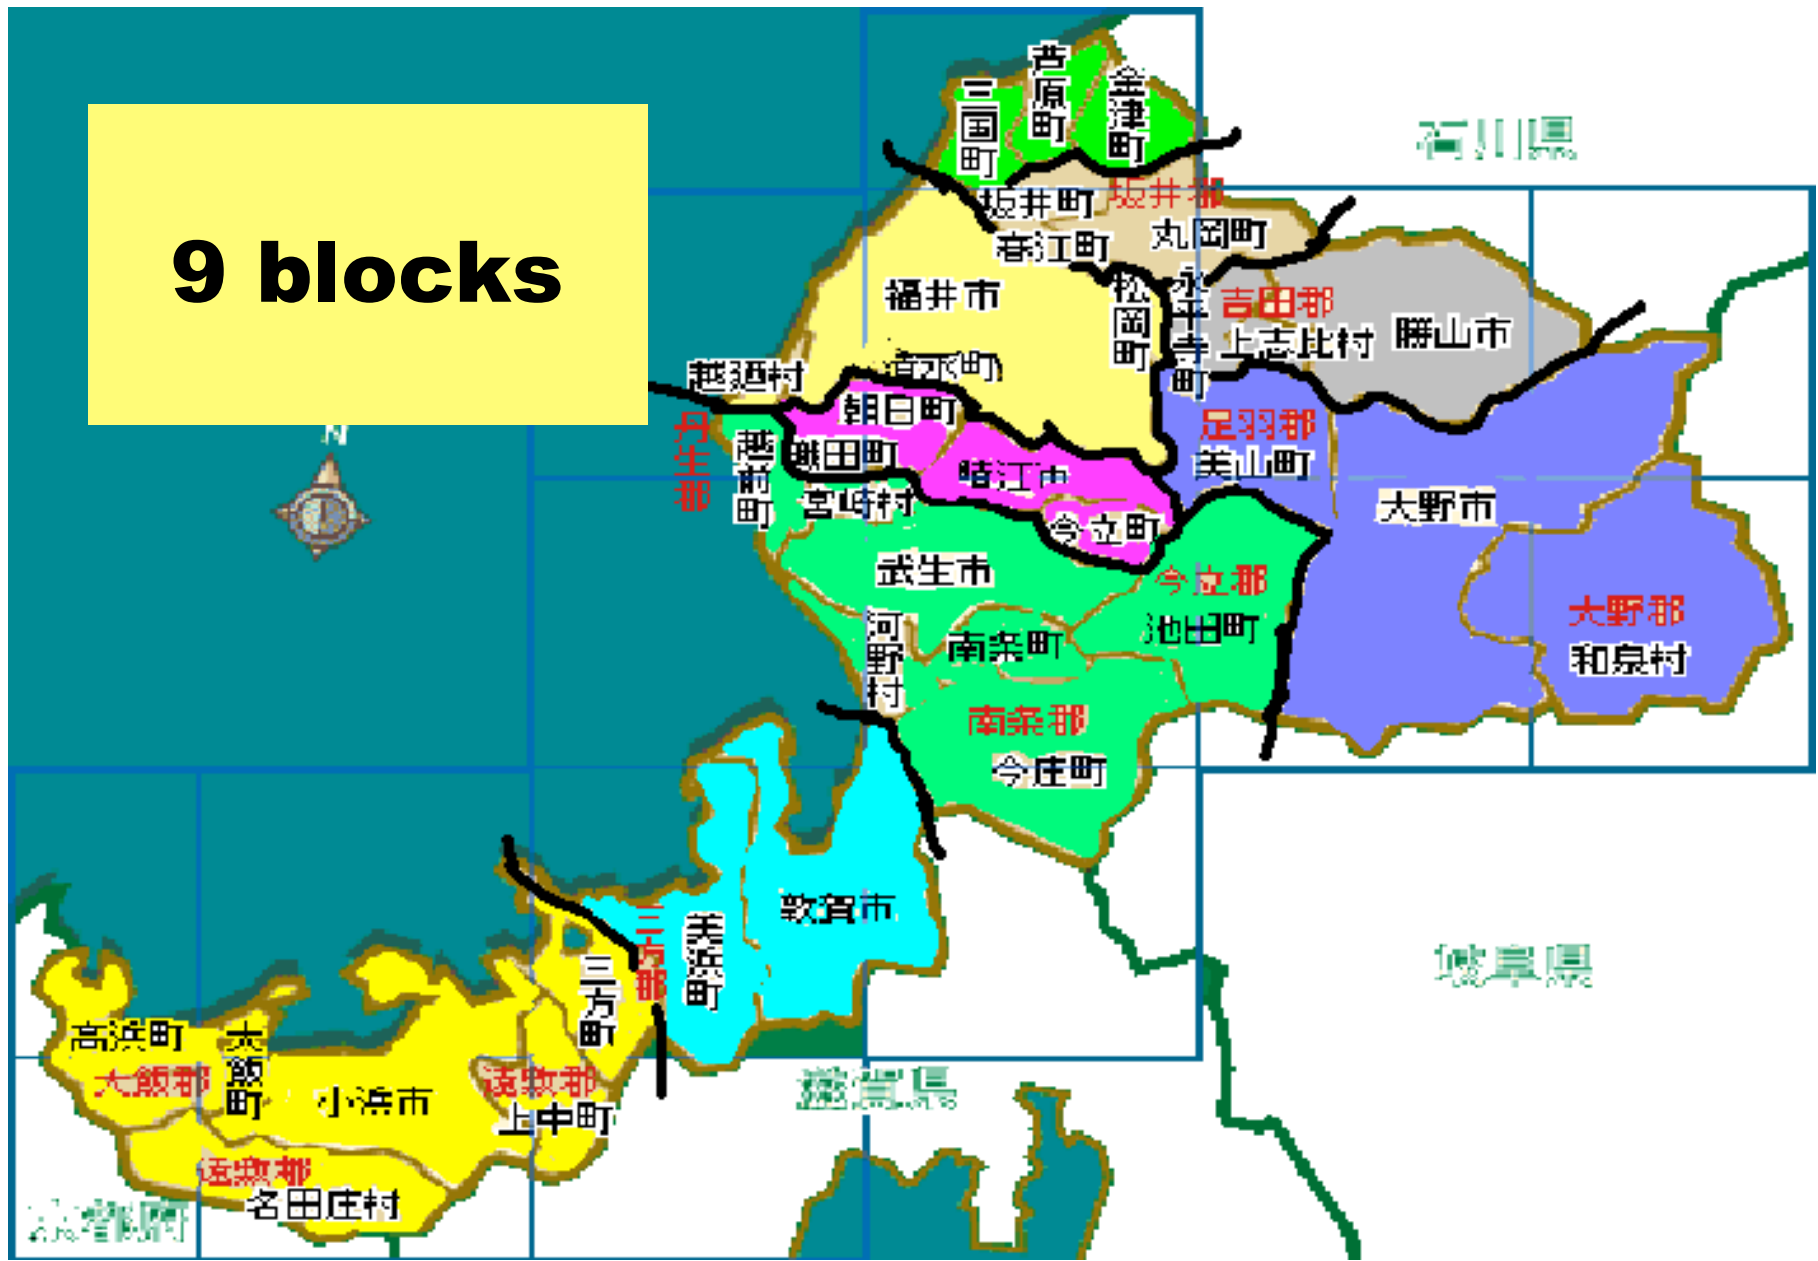 9 blocks
N
芦原町
金津町
三国町
石川県
坂井町
坂井郡
春江町
丸岡町
福井市
松岡町
永平寺町
吉田郡
上志比村
勝山市
清水町
越廼村
朝日町
丹生郡
越前町
織田町
鯖江市
足羽郡
美山町
大野市
宮崎村
今立町
武生市
今立郡
池田町
大野郡
和泉村
河野村
南条町
南条郡
今庄町
敦賀市
美浜町
三方郡
三方町
岐阜県
高浜町
大飯郡
大飯町
小浜市
遠敷郡
上中町
滋賀県
遠敷郡
名田庄村